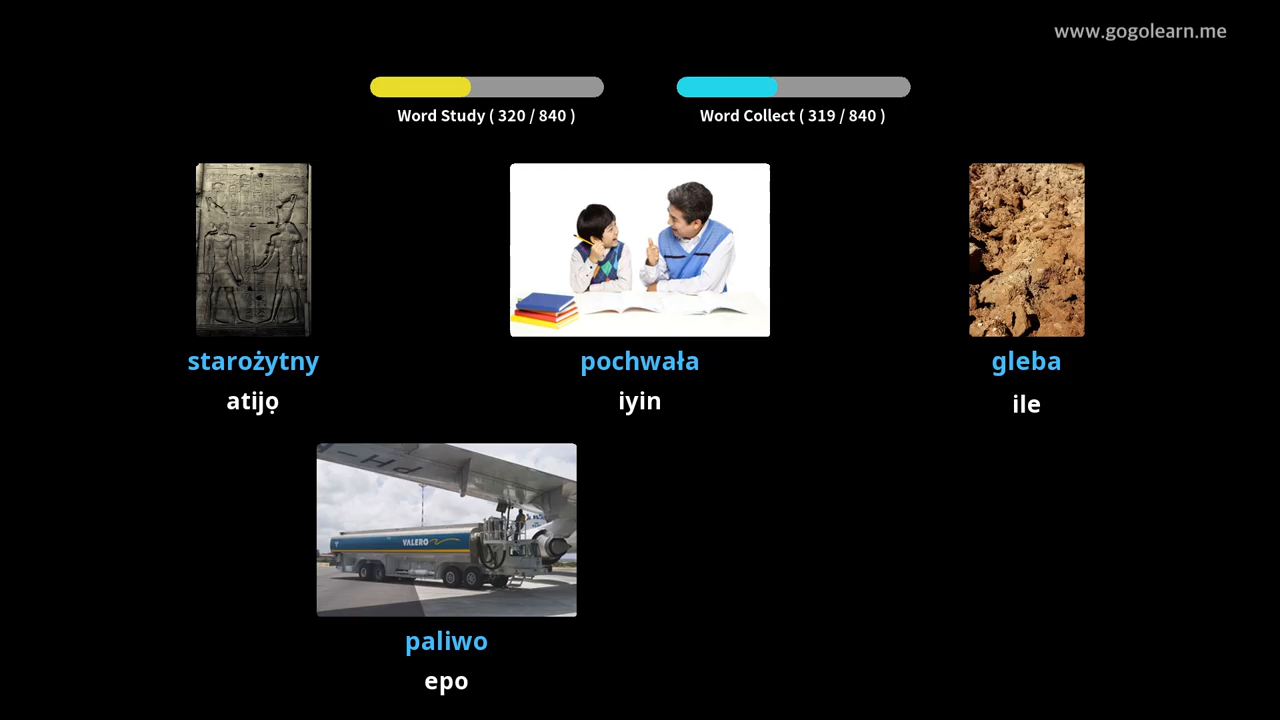 www.gogolearn.me
Word Study ( 320 / 840 )
Word Collect ( 319 / 840 )
starożytny
pochwała
gleba
atijọ
iyin
ile
PH-
VALERO
paliwo
epo